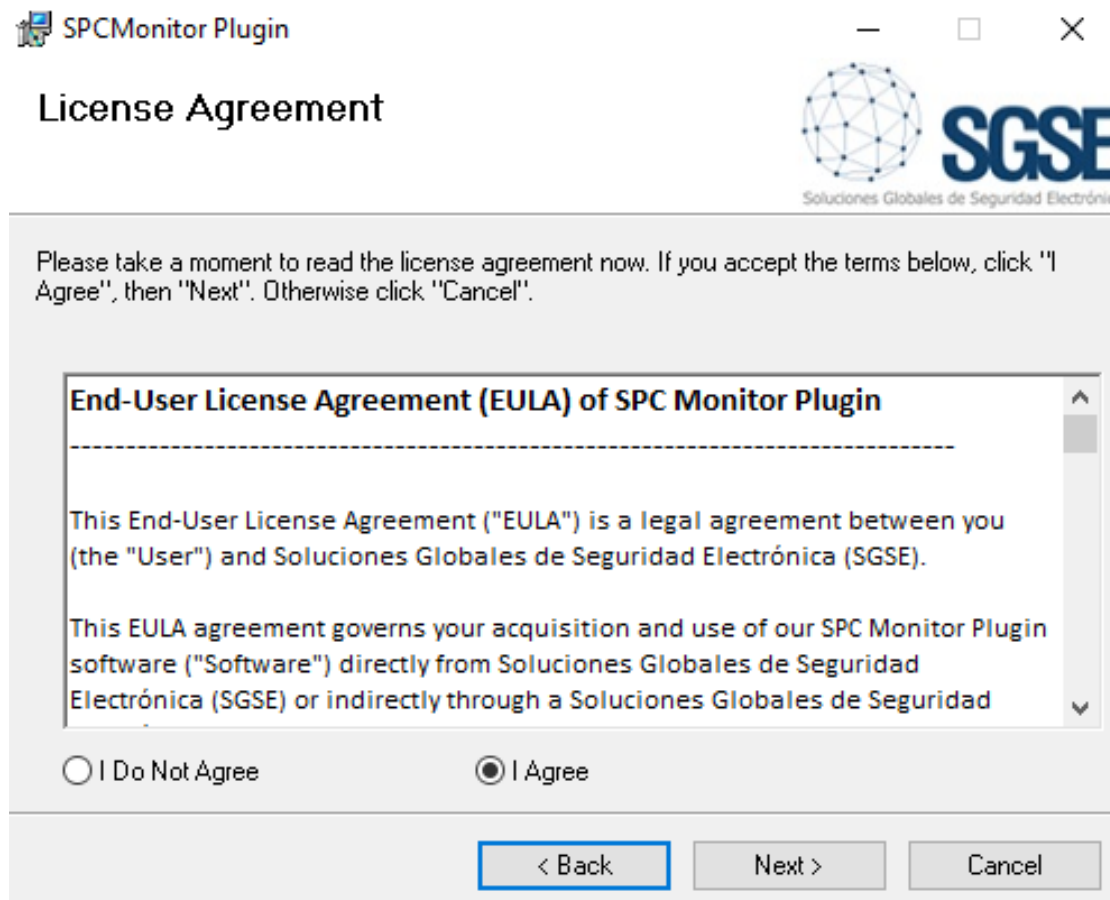 SPCMonitor Plugin
License Agreement
SGSE
Soluciones Globales de Seguridad
Please take a moment to read the license agreement now. If you accept the terms below, click "I
Agree", then "Next". Otherwise click "Cancel".
End-User License Agreement (EULA) of SPC Monitor Plugin
-------------------------------------------------------------------------------
This End-User License Agreement ("EULA") is a legal agreement between you
(the "User") and Soluciones Globales de Seguridad Electrónica (SGSE).
This EULA agreement governs your acquisition and use of our SPC Monitor Plugin
software ("Software") directly from Soluciones Globales de Seguridad
Electrónica (SGSE) or indirectly through a Soluciones Globales de Seguridad
I Do Not Agree
I Agree
< Back
Next >
Cancel